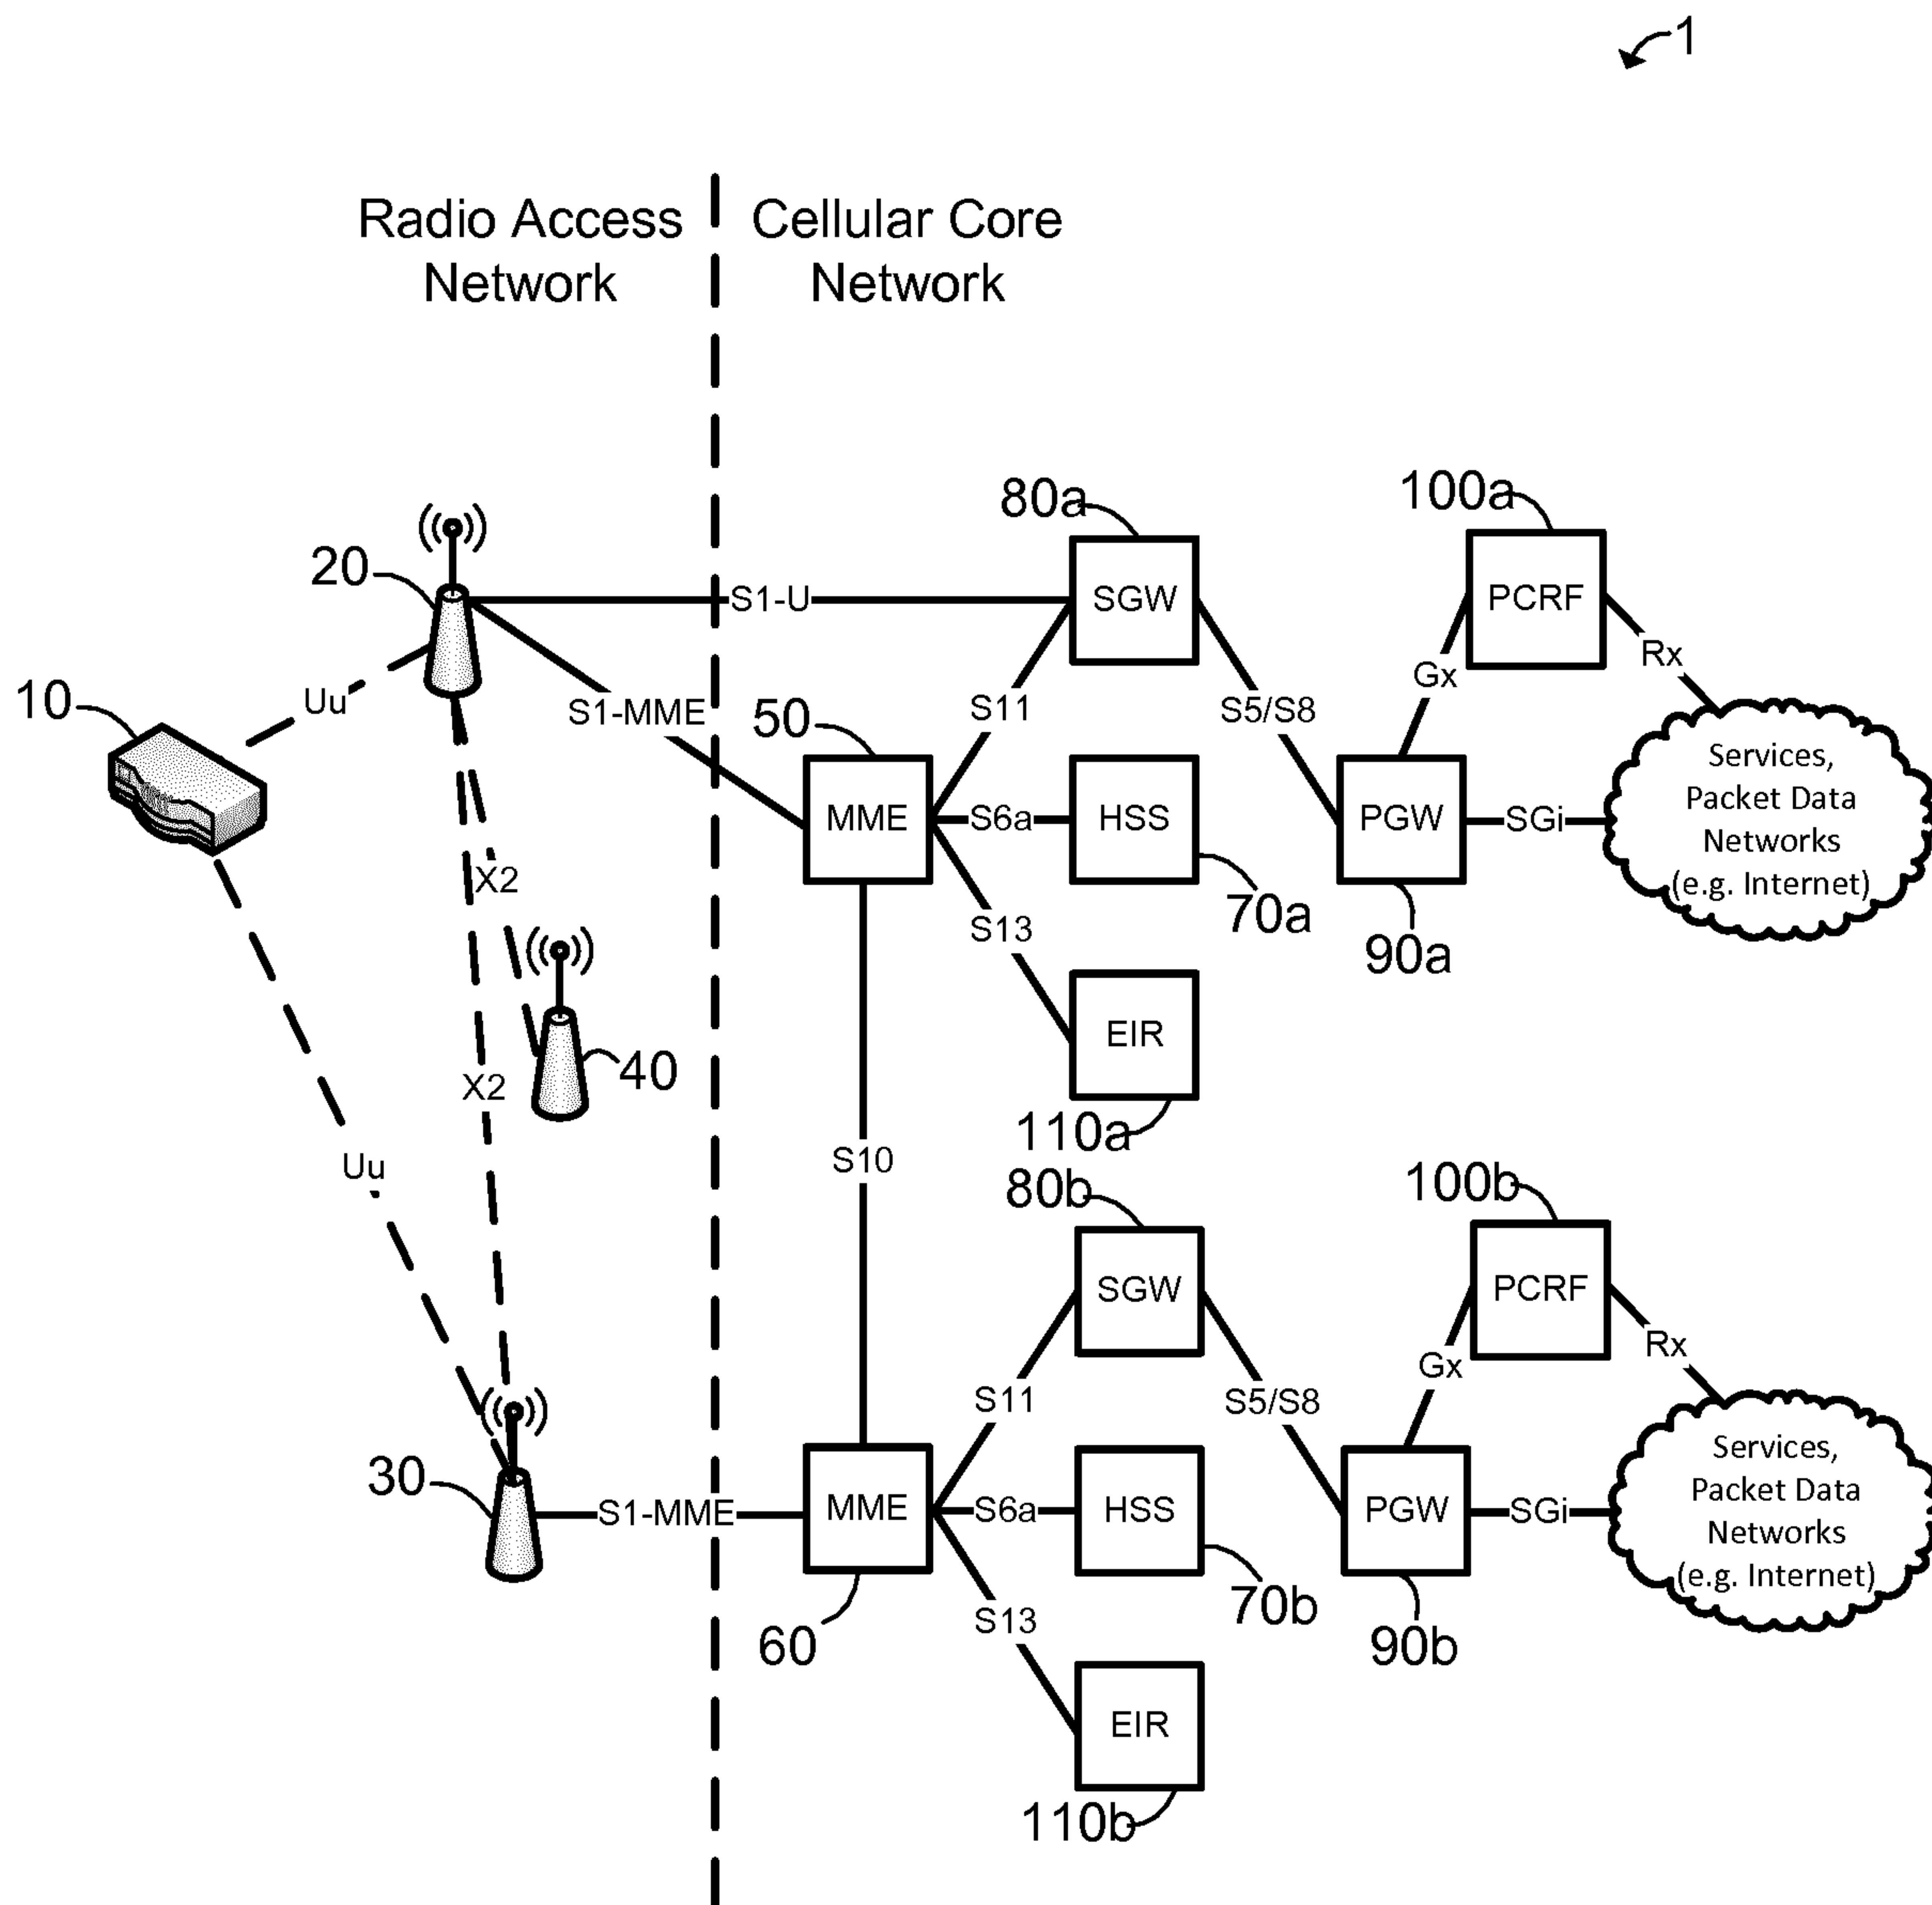 1
Radio Access
Network
Cellular Core
Network
80a
100a
20
S1-U
SGW
PCRF
Rx
Gx
10
Uu
S1-MME
50
S11
S5/S8
MME
S6a
HSS
PGW
SGi
Services,
Packet Data
Networks
(e.g. Internet)
X2
S13
70a
90a
EIR
40
X2
110a
Uu
S10
80b
100b
SGW
PCRF
Rx
Gx
S11
S5/S8
30
S1-MME
MME
S6a
HSS
PGW
SGi
Services,
Packet Data
Networks
(e.g. Internet)
60
S13
70b
90b
EIR
110b